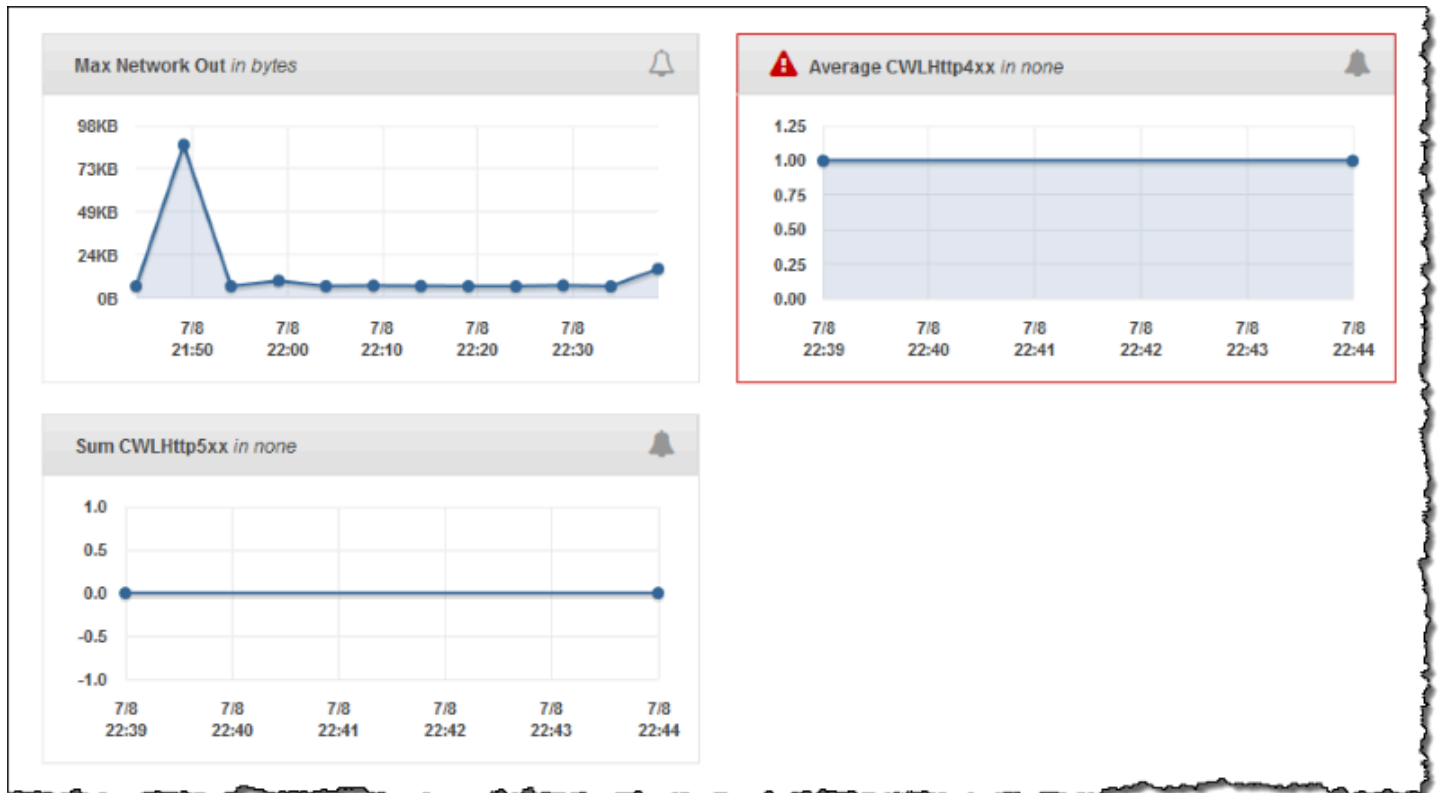 Max Network Out in bytes
98KB
73KB
49KB
24KB
0B
7/8 7/8 7/8 7/8 7/8
21:50 22:00 22:10 22:20 22:30
Average CWLHttp4xx in none
1.25
1.00
0.75
0.50
0.25
0.00
7/8 7/8 7/8 7/8 7/8 7/8
22:39 22:40 22:41 22:42 22:43 22:44
Sum CWLHttp5xx in none
1.0
0.5
0.0
-0.5
-1.0
7/8 7/8 7/8 7/8 7/8 7/8
22:39 22:40 22:41 22:42 22:43 22:44